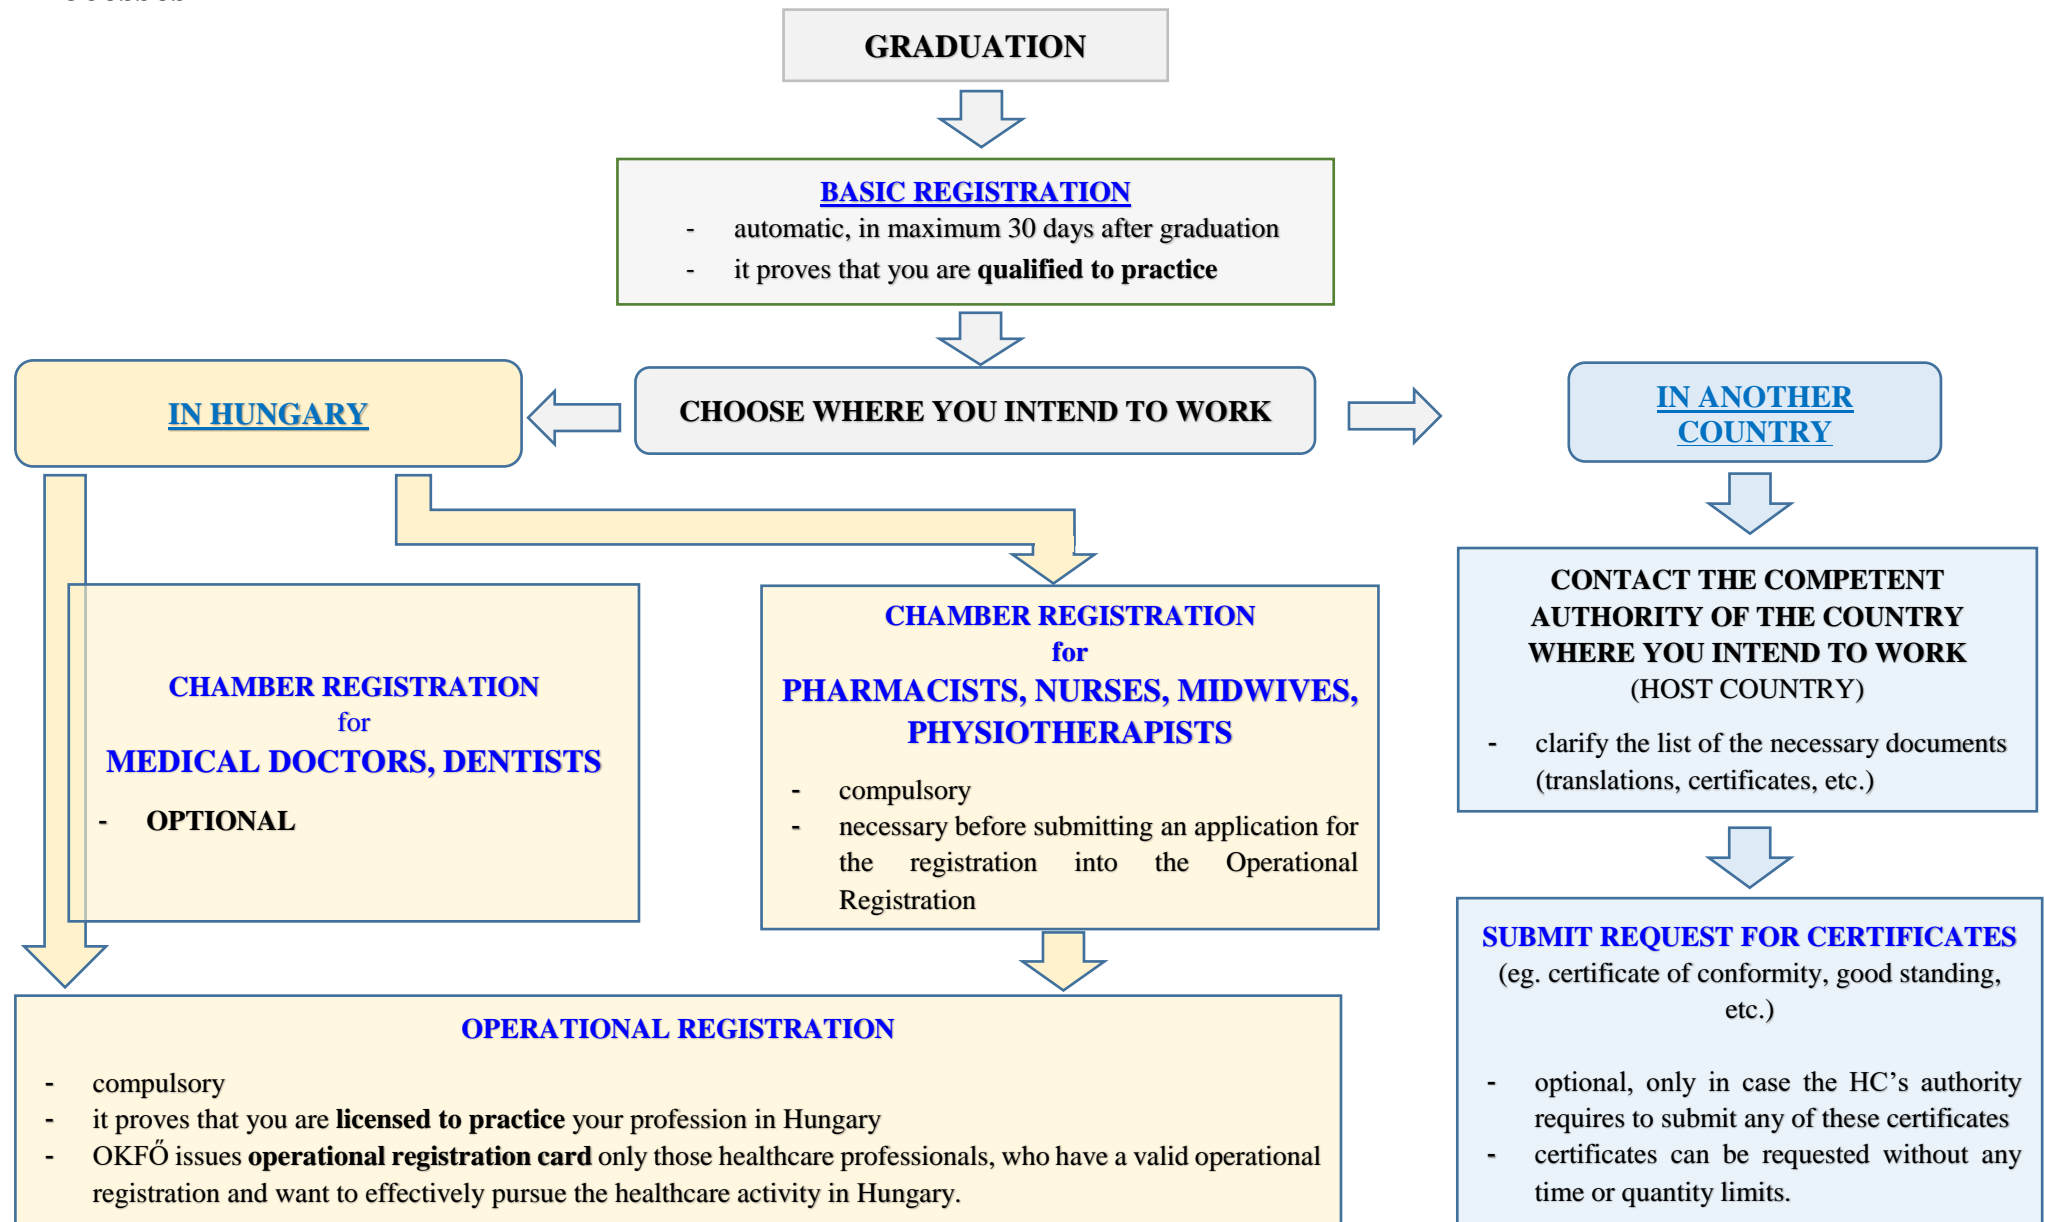 GRADUATION
BASIC REGISTRATION
- automatic, in maximum 30 days after graduation
- it proves that you are qualified to practice
IN HUNGARY
CHOOSE WHERE YOU INTEND TO WORK
IN ANOTHER
COUNTRY
CHAMBER REGISTRATION
for
MEDICAL DOCTORS, DENTISTS
- OPTIONAL
CHAMBER REGISTRATION
for
PHARMACISTS, NURSES, MIDWIVES,
PHYSIOTHERAPISTS
- compulsory
- necessary before submitting an application for
the registration into the Operational
Registration
CONTACT THE COMPETENT
AUTHORITY OF THE COUNTRY
WHERE YOU INTEND TO WORK
(HOST COUNTRY)
- clarify the list of the necessary documents
(translations, certificates, etc.)
OPERATIONAL REGISTRATION
- compulsory
- it proves that you are licensed to practice your profession in Hungary
- OKFŐ issues operational registration card only those healthcare professionals, who have a valid operational
registration and want to effectively pursue the healthcare activity in Hungary.
SUBMIT REQUEST FOR CERTIFICATES
(eg. certificate of conformity, good standing,
etc.)
- optional, only in case the HC’s authority
requires to submit any of these certificates
- certificates can be requested without any
time or quantity limits.